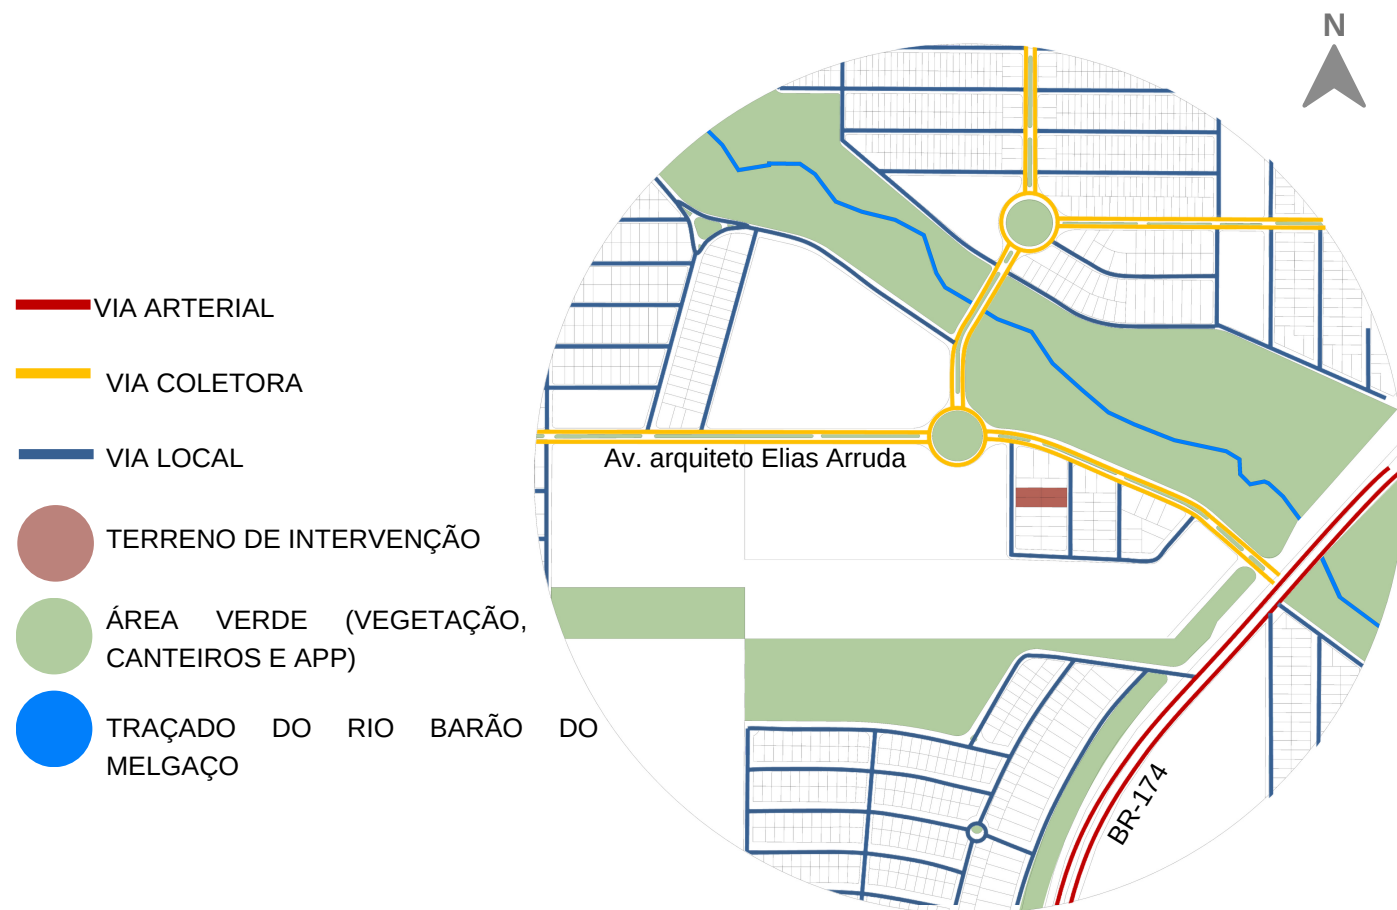 N
VIA ARTERIAL
VIA COLETORA
VIA LOCAL
TERRENO DE INTERVENÇÃO
ÁREA VERDE (VEGETAÇÃO,
CANTEIROS E APP)
TRAÇADO DO RIO BARÃO DO
MELGAÇO
Av. arquiteto Elias Arruda
BR-174